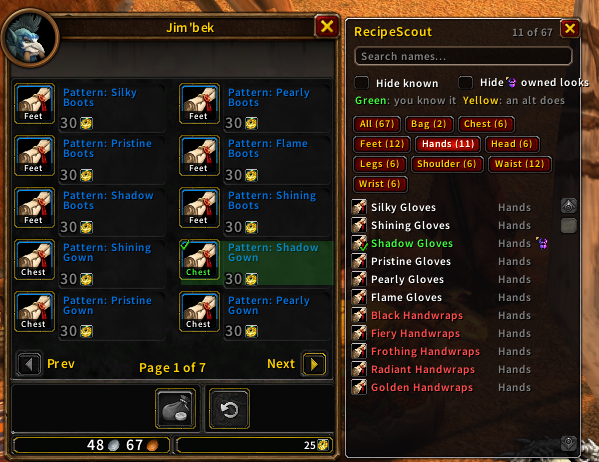 Jim'bek
Pattern: Silky
Boots
Feet
30
Pattern: Pearly
Boots
Feet
30
Pattern: Pristine
Boots
Feet
30
Pattern: Flame
Boots
Feet
30
Pattern: Shadow
Boots
Feet
30
Pattern: Shining
Boots
Feet
30
Pattern: Shining
Gown
Chest
30
Pattern: Shadow
Gown
Chest
30
Pattern: Pristine
Gown
Chest
30
Pattern: Pearly
Gown
Chest
30
Prev
Page 1 of 7
Next
48 67
25
RecipeScout 11 of 67
Search names...
Hide known Hide owned looks
Green: you know it Yellow: an alt does
All (67) Bag (2) Chest (6)
Feet (12) Hands (11) Head (6)
Legs (6) Shoulder (6) Waist (12)
Wrist (6)
Silky Gloves Hands
Shining Gloves Hands
Shadow Gloves Hands
Pristine Gloves Hands
Pearly Gloves Hands
Flame Gloves Hands
Black Handwraps Hands
Fiery Handwraps Hands
Frothing Handwraps Hands
Radiant Handwraps Hands
Golden Handwraps Hands